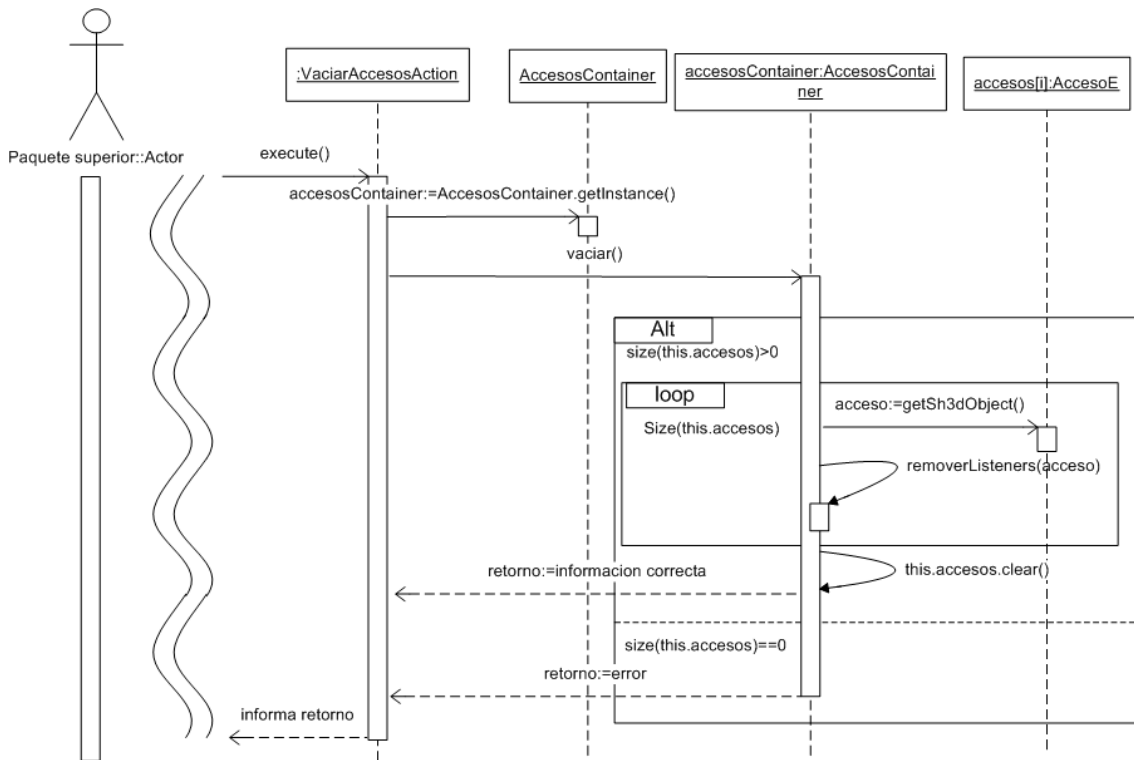 :VaciarAccesosAction
AccesosContainer
accesosContainer:AccesosContai
ner
accesos[i]:AccesoE
Paquete superior::Actor
execute()
accesosContainer:=AccesosContainer.getInstance()
vaciar()
Alt
size(this.accesos)>0
loop
Size(this.accesos)
acceso:=getSh3dObject()
removerListeners(acceso)
this.accesos.clear()
retorno:=informacion correcta
size(this.accesos)==0
retorno:=error
informa retorno